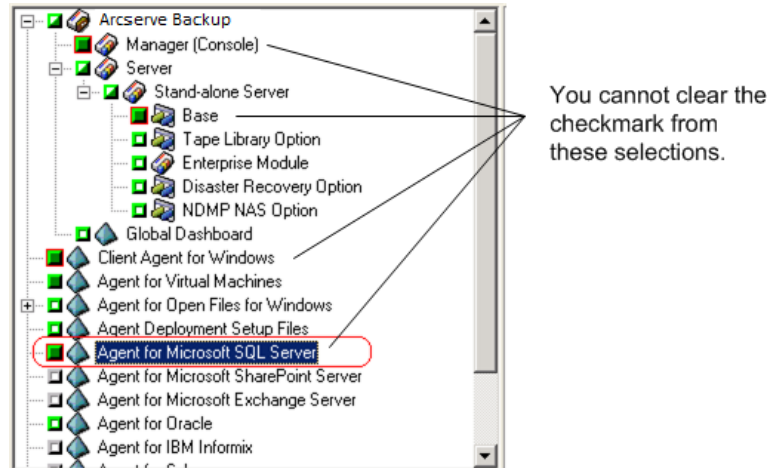 Arcserve Backup
Manager (Console)
Server
Stand-alone Server
Base
Tape Library Option
Enterprise Module
Disaster Recovery Option
NDMP NAS Option
Global Dashboard
Client Agent for Windows
Agent for Virtual Machines
Agent for Open Files for Windows
Agent Deployment Setup Files
Agent for Microsoft SQL Server
Agent for Microsoft SharePoint Server
Agent for Microsoft Exchange Server
Agent for Oracle
Agent for IBM Informix
You cannot clear the
checkmark from
these selections.